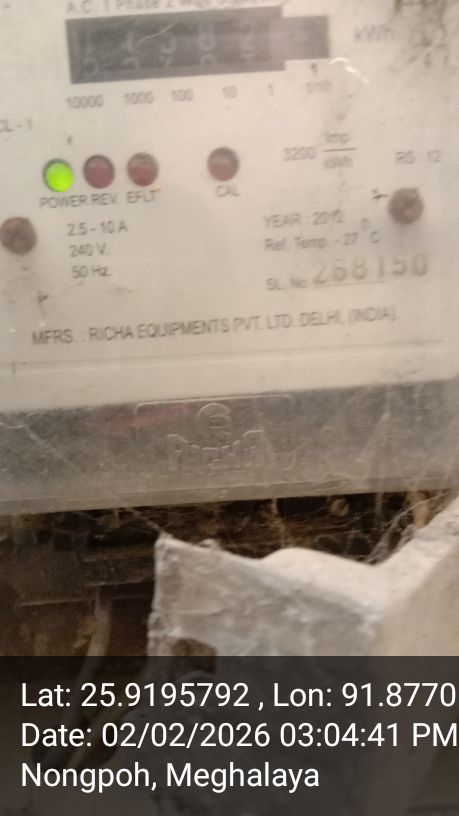 A.C. 1 Phase 2 Wire
kWh
10000 1000 100 10 1 1/10
CL - 1
3200 Imp/kWh
RS : 12
POWER REV EFLT CAL
2.5 - 10 A
240 V.
50 Hz.
YEAR : 2012
Ref. Temp. - 27 °C
SL. No. 268150
MFRS. : RICHA EQUIPMENTS PVT. LTD. DELHI, (INDIA).
Lat: 25.9195792 , Lon: 91.8770
Date: 02/02/2026 03:04:41 PM
Nongpoh, Meghalaya